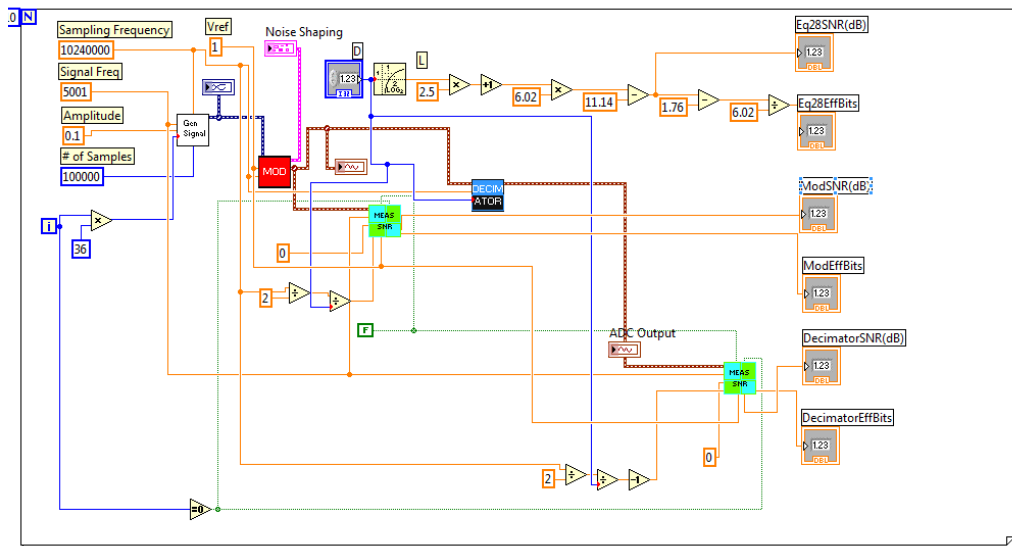 10
N
Sampling Frequency
10240000
Signal Freq
5001
Amplitude
0.1
# of Samples
100000
Vref
1
Noise Shaping
Gen
Signal
MOD
i
×
36
D
1.23
LOG2
L
2.5
×
+1
6.02
×
11.14
−
1.76
−
6.02
÷
Eq28SNR(dB)
1.23
DBL
Eq28EffBits
1.23
DBL
DECIM
ATOR
MEAS
SNR
0
2
÷
÷
F
ModSNR(dB)
1.23
DBL
ModEffBits
1.23
DBL
ADC Output
MEAS
SNR
DecimatorSNR(dB)
1.23
DBL
DecimatorEffBits
1.23
DBL
0
2
÷
÷
−1
=0